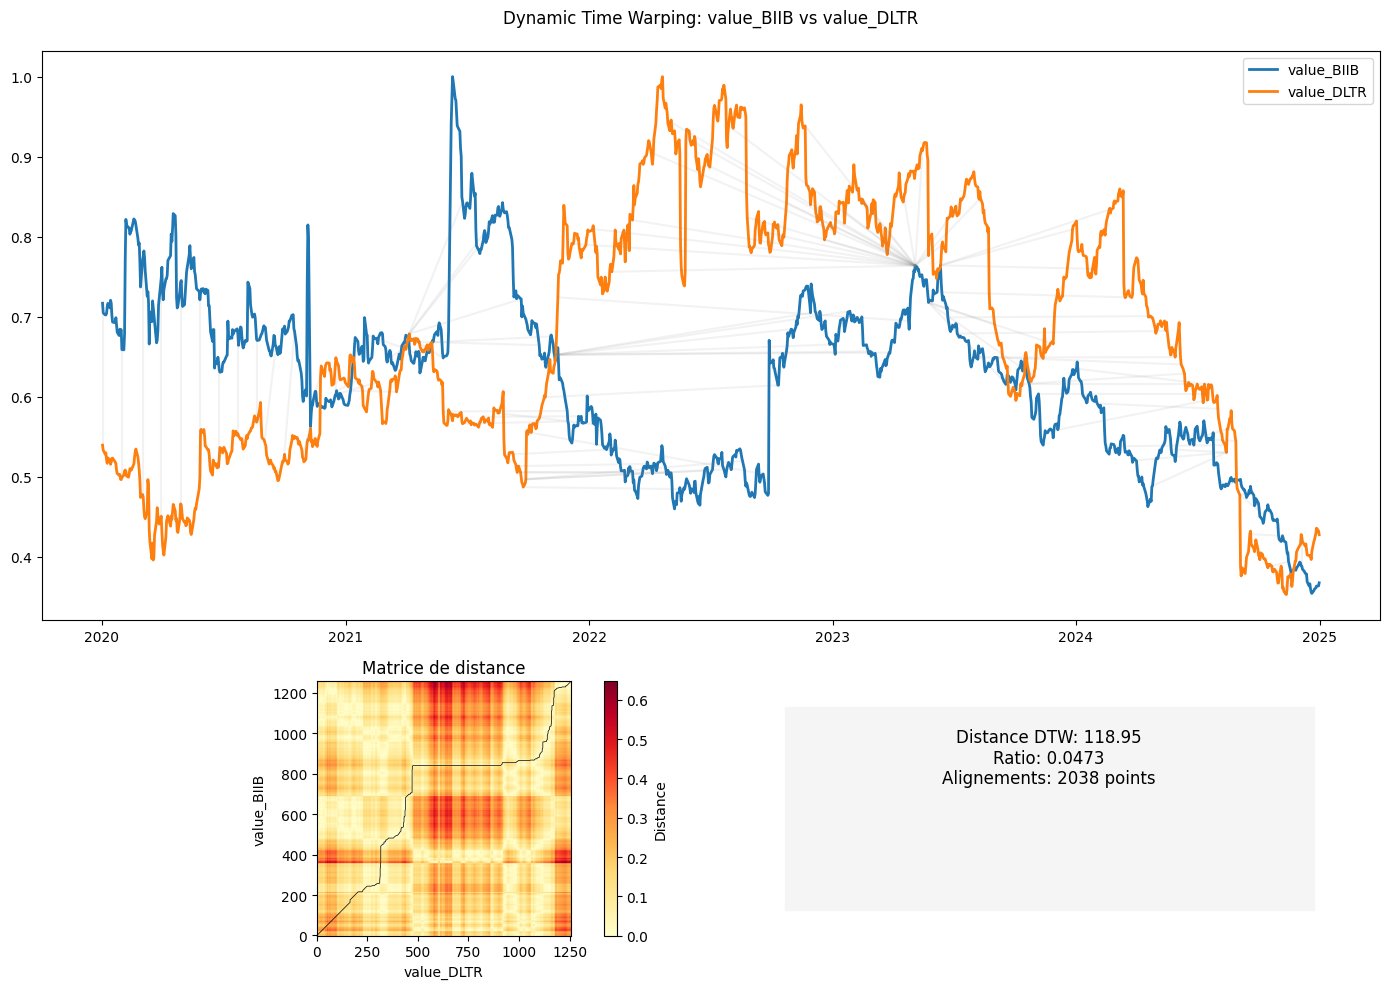 Dynamic Time Warping: value_BIIB vs value_DLTR
value_BIIB
value_DLTR
1.0
0.9
0.8
0.7
0.6
0.5
0.4
2020 2021 2022 2023 2024 2025
Matrice de distance
1200
1000
800
600
400
200
0
value_BIIB
0 250 500 750 1000 1250
value_DLTR
0.6
0.5
0.4
0.3
0.2
0.1
0.0
Distance
Distance DTW: 118.95
Ratio: 0.0473
Alignements: 2038 points